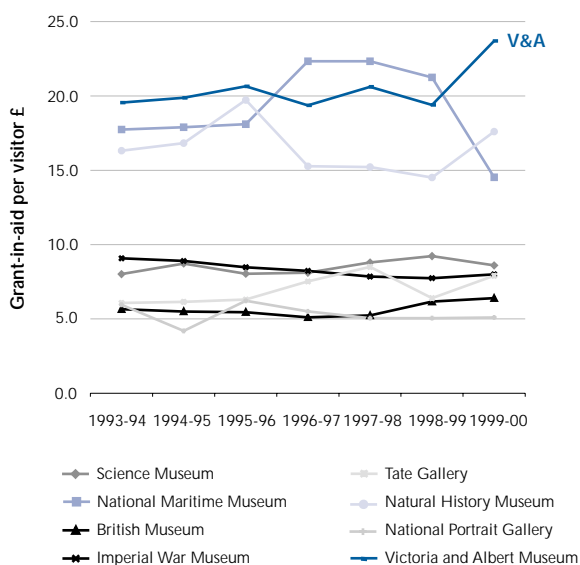 25.0
V&A
20.0
15.0
10.0
5.0
0.0
Grant-in-aid per visitor £
1993-94 1994-95 1995-96 1996-97 1997-98 1998-99 1999-00
Science Museum
Tate Gallery
National Maritime Museum
Natural History Museum
British Museum
National Portrait Gallery
Imperial War Museum
Victoria and Albert Museum